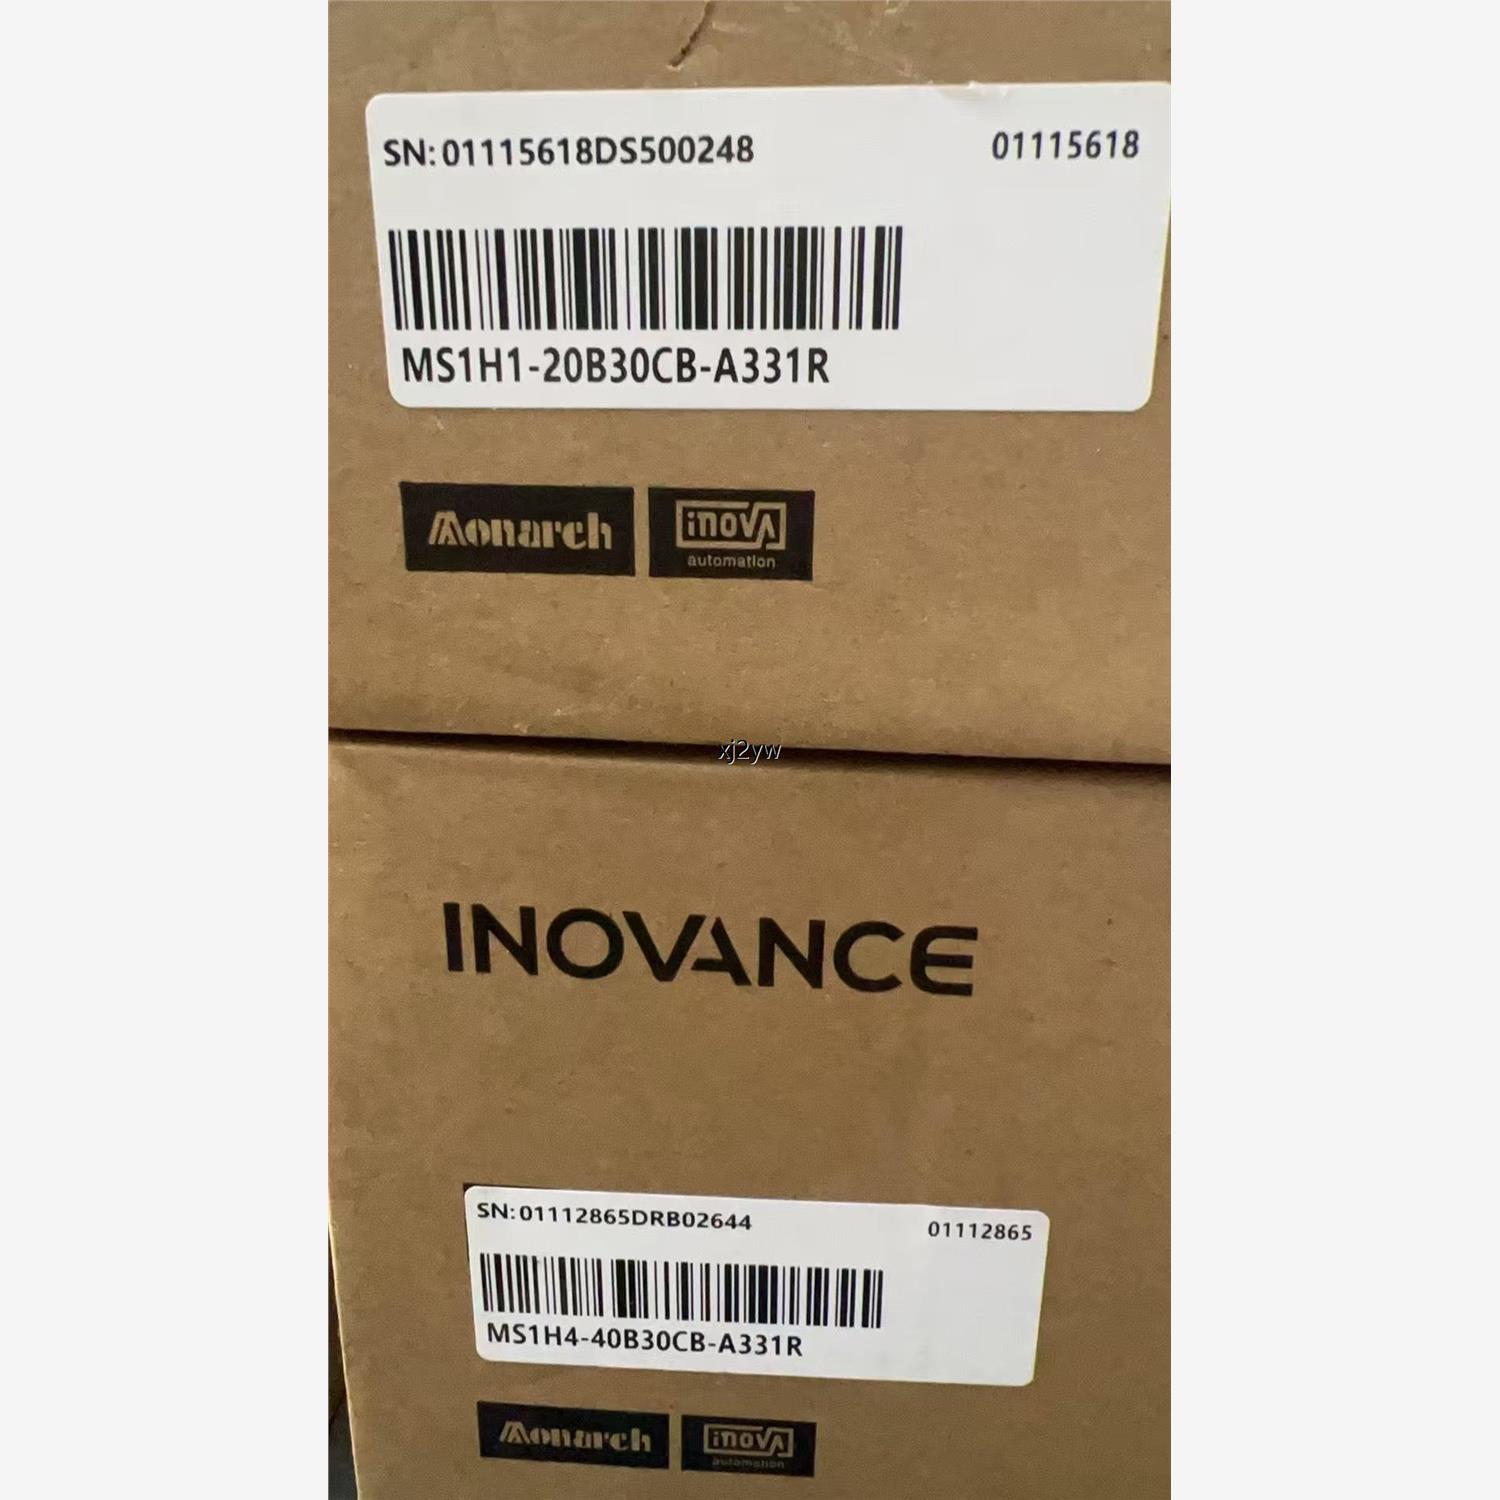 SN:01115618DS500248 01115618
MS1H1-20B30CB-A331R
Monarch inovA
automation
xj2yw
INOVANCE
SN:01112865DRB02644 01112865
MS1H4-40B30CB-A331R
Monarch inovA
automation